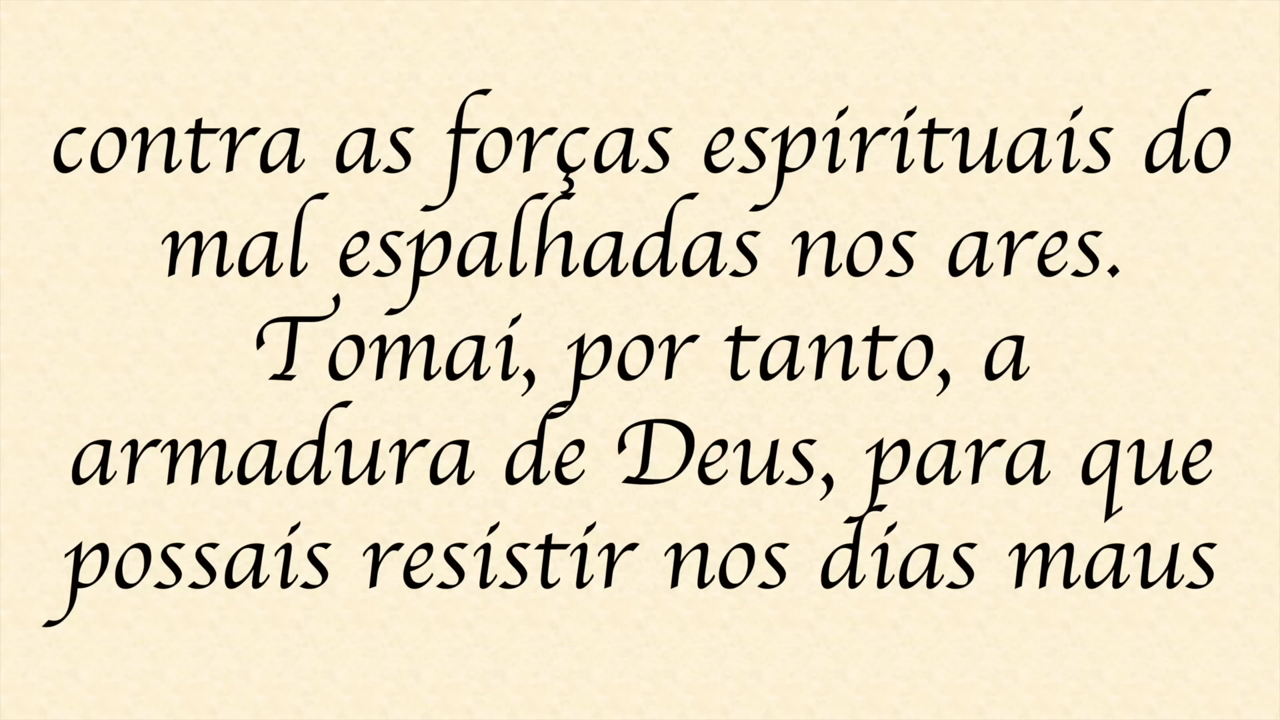 contra as forças espirituais do
mal espalhadas nos ares.
Tomai, por tanto, a
armadura de Deus, para que
possais resistir nos dias maus